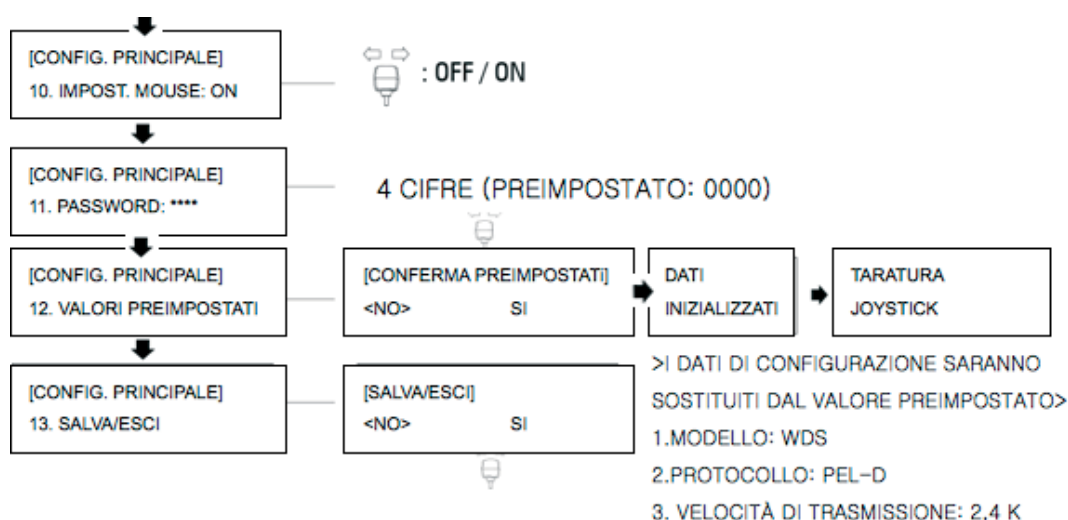 [CONFIG. PRINCIPALE]
10. IMPOST. MOUSE: ON
: OFF / ON
[CONFIG. PRINCIPALE]
11. PASSWORD: ****
4 CIFRE (PREIMPOSTATO: 0000)
[CONFIG. PRINCIPALE]
12. VALORI PREIMPOSTATI
[CONFERMA PREIMPOSTATi]
<NO> SI
DATI
INIZIALIZZATI
TARATURA
JOYSTICK
[CONFIG. PRINCIPALE]
13. SALVA/ESCI
[SALVA/ESCI]
<NO> SI
>I DATI DI CONFIGURAZIONE SARANNO
SOSTITUITI DAL VALORE PREIMPOSTATO>
1.MODELLO: WDS
2.PROTOCOLLO: PEL-D
3. VELOCITÀ DI TRASMISSIONE: 2,4 K